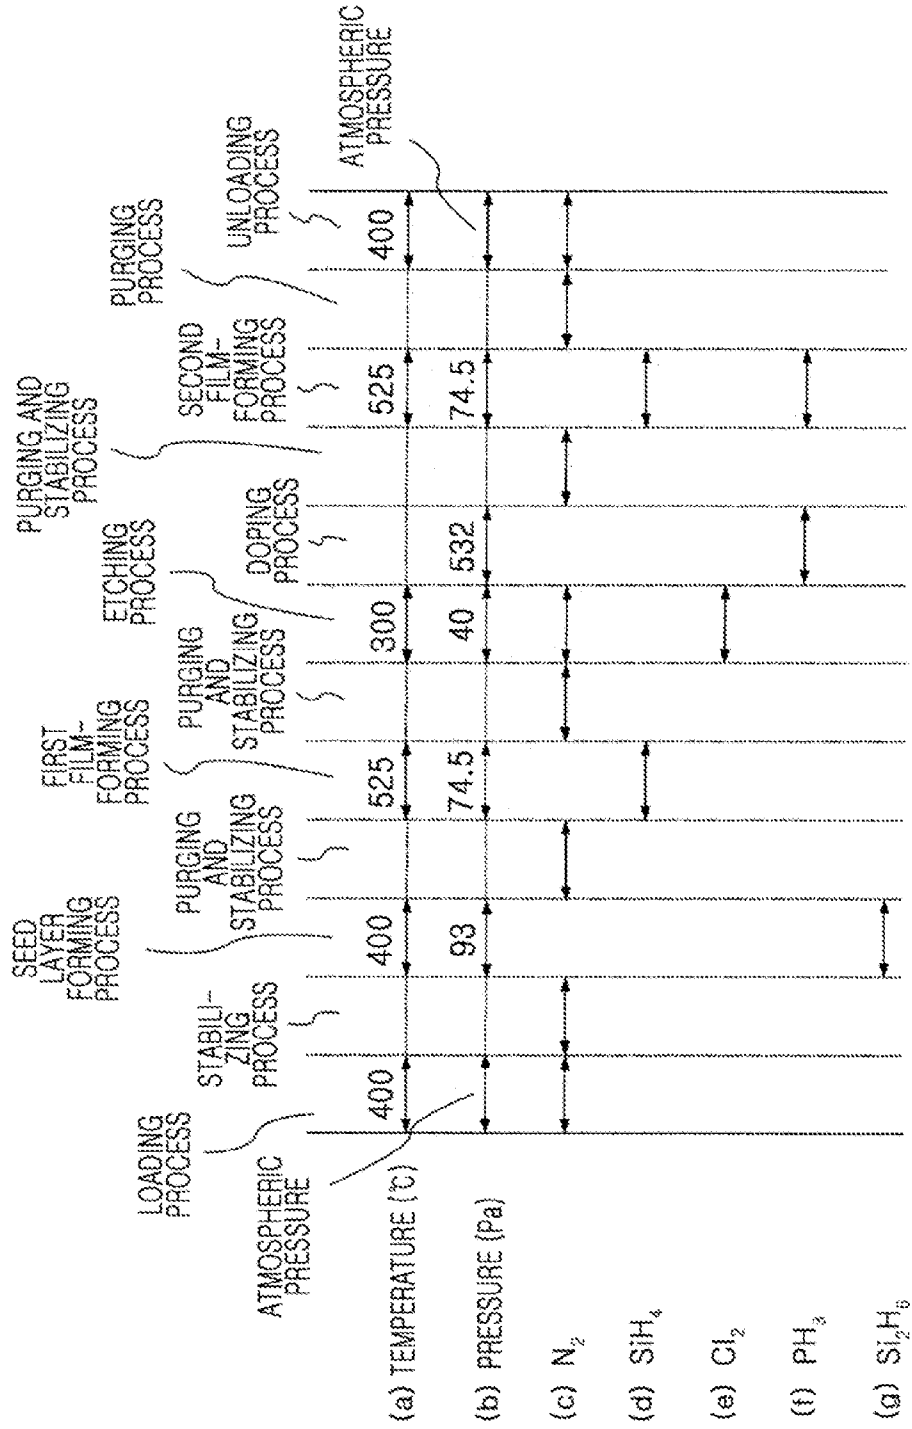 LOADING
PROCESS
STABILI-
ZING
PROCESS
SEED
LAYER
FORMING
PROCESS
PURGING
AND
STABILIZING
PROCESS
FIRST
FILM-
FORMING
PROCESS
PURGING
AND
STABILIZING
PROCESS
ETCHING
PROCESS
DOPING
PROCESS
PURGING AND
STABILIZING
PROCESS
SECOND
FILM-
FORMING
PROCESS
PURGING
PROCESS
UNLOADING
PROCESS
ATMOSPHERIC
PRESSURE
ATMOSPHERIC
PRESSURE
(a) TEMPERATURE (℃) 400 400 525 300 525 400
(b) PRESSURE (Pa) 93 74.5 40 532 74.5
(c) N₂
(d) SiH₄
(e) Cl₂
(f) PH₃
(g) Si₂H₆